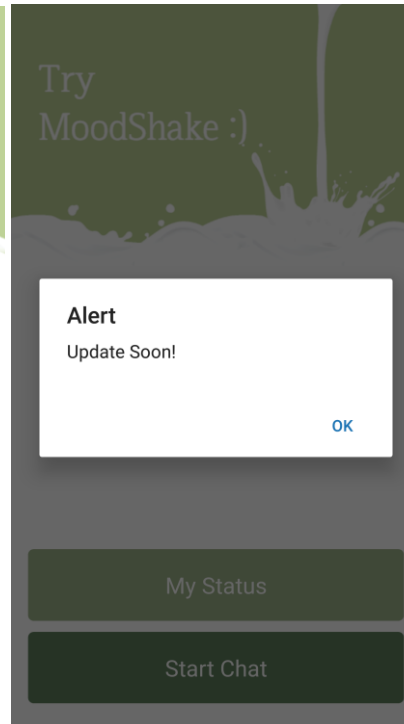 Try
MoodShake :)
Alert
Update Soon!
OK
My Status
Start Chat